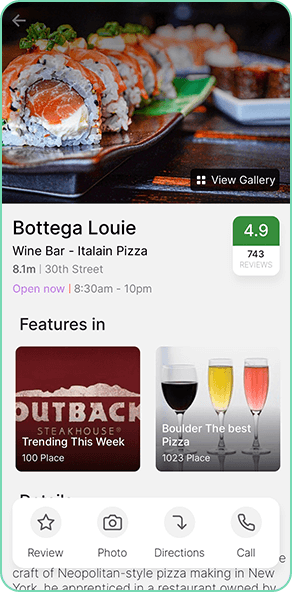 View Gallery
Bottega Louie
4.9
Wine Bar - Italain Pizza
743
REVIEWS
8.1m | 30th Street
Open now | 8:30am - 10pm
Features in
OUTBACK
STEAKHOUSE®
Trending This Week
100 Place
Boulder The best
Pizza
1023 Place
Review
Photo
Directions
Call
craft of Neopolitan-style pizza making in New
York, he apprenticed in a restaurant owned by